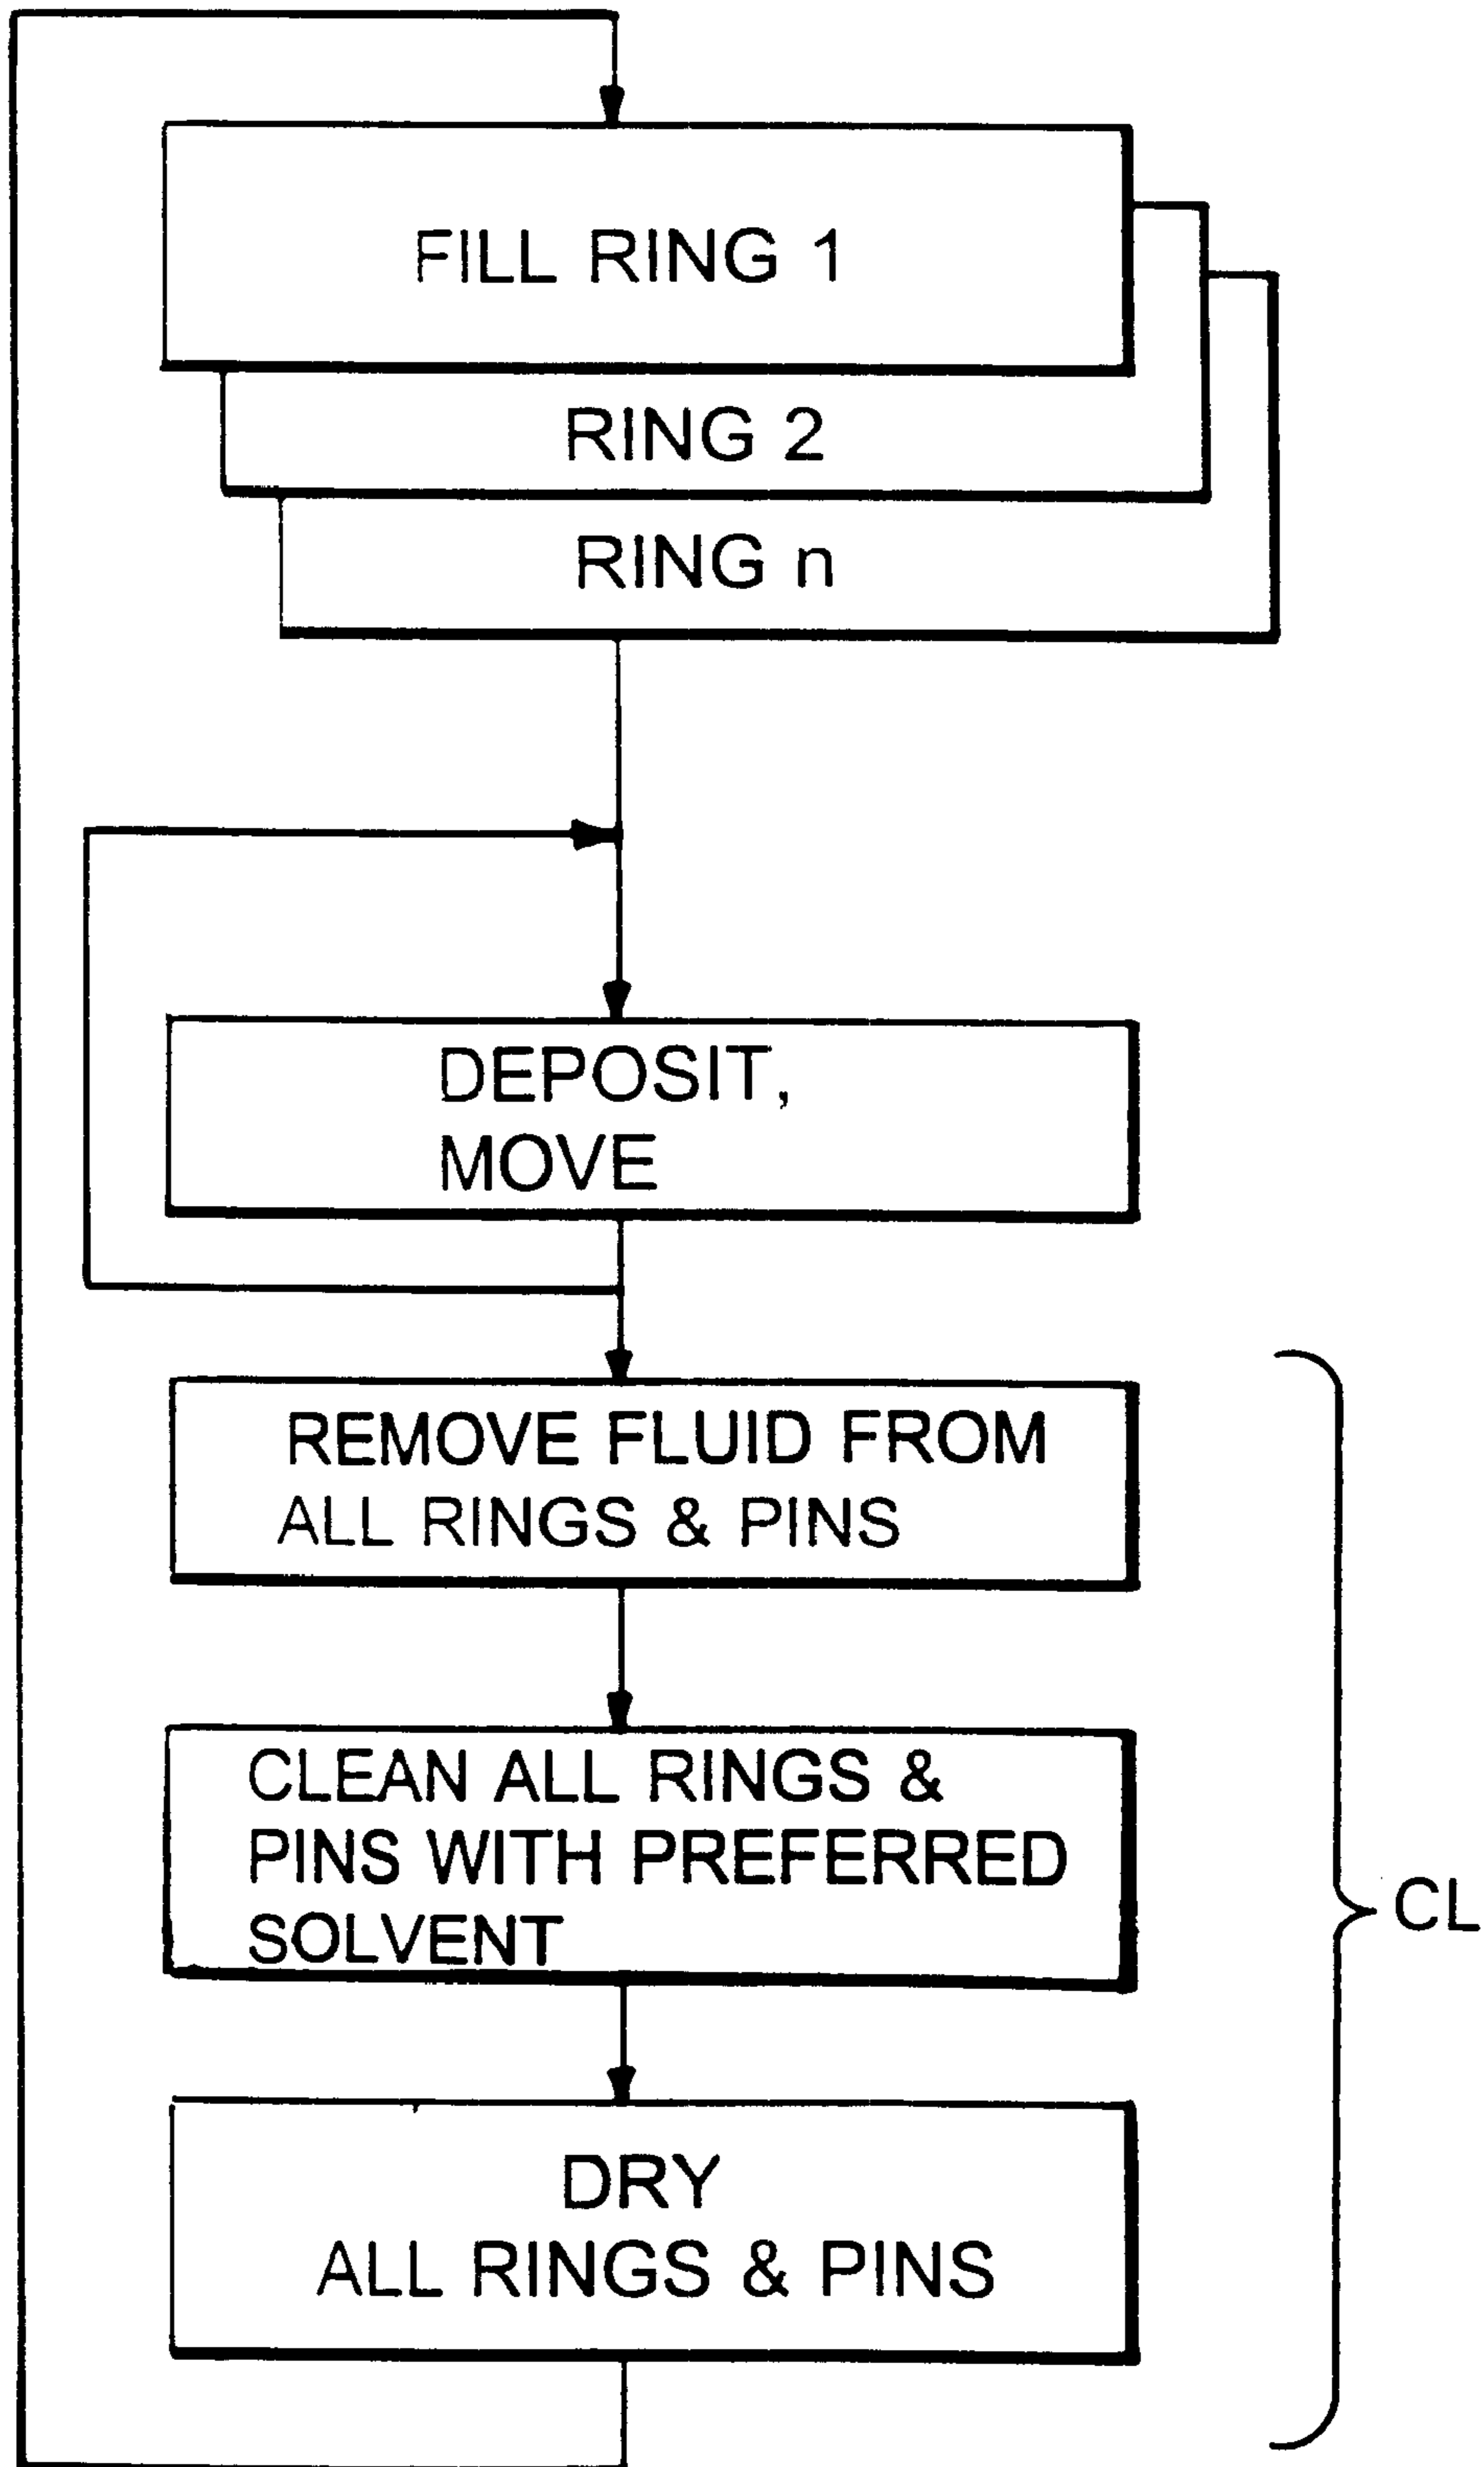 FILL RING 1
RING 2
RING n
DEPOSIT,
MOVE
REMOVE FLUID FROM
ALL RINGS & PINS
CLEAN ALL RINGS &
PINS WITH PREFERRED
SOLVENT
CL
DRY
ALL RINGS & PINS